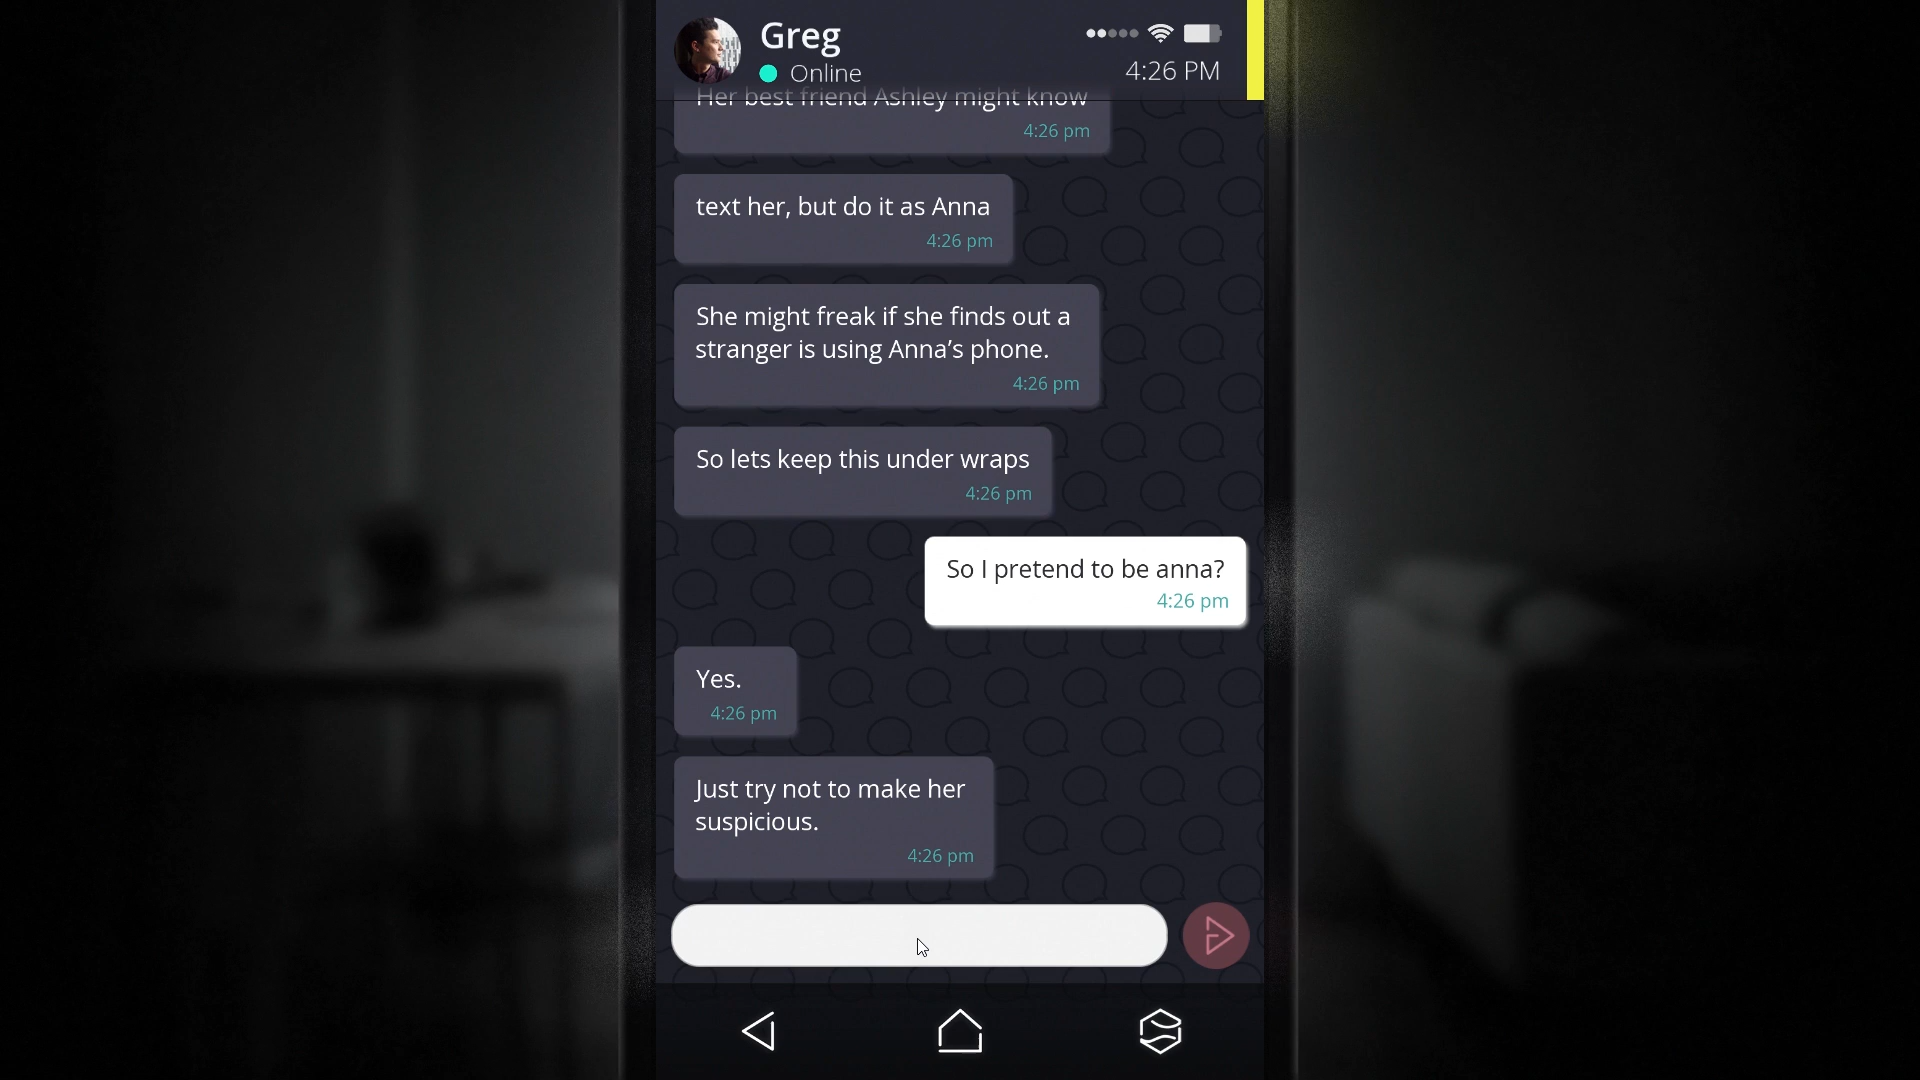 Greg
Online
4:26 PM
Her best friend Ashley might know
4:26 pm
text her, but do it as Anna
4:26 pm
She might freak if she finds out a
stranger is using Anna’s phone.
4:26 pm
So lets keep this under wraps
4:26 pm
So I pretend to be anna?
4:26 pm
Yes.
4:26 pm
Just try not to make her
suspicious.
4:26 pm